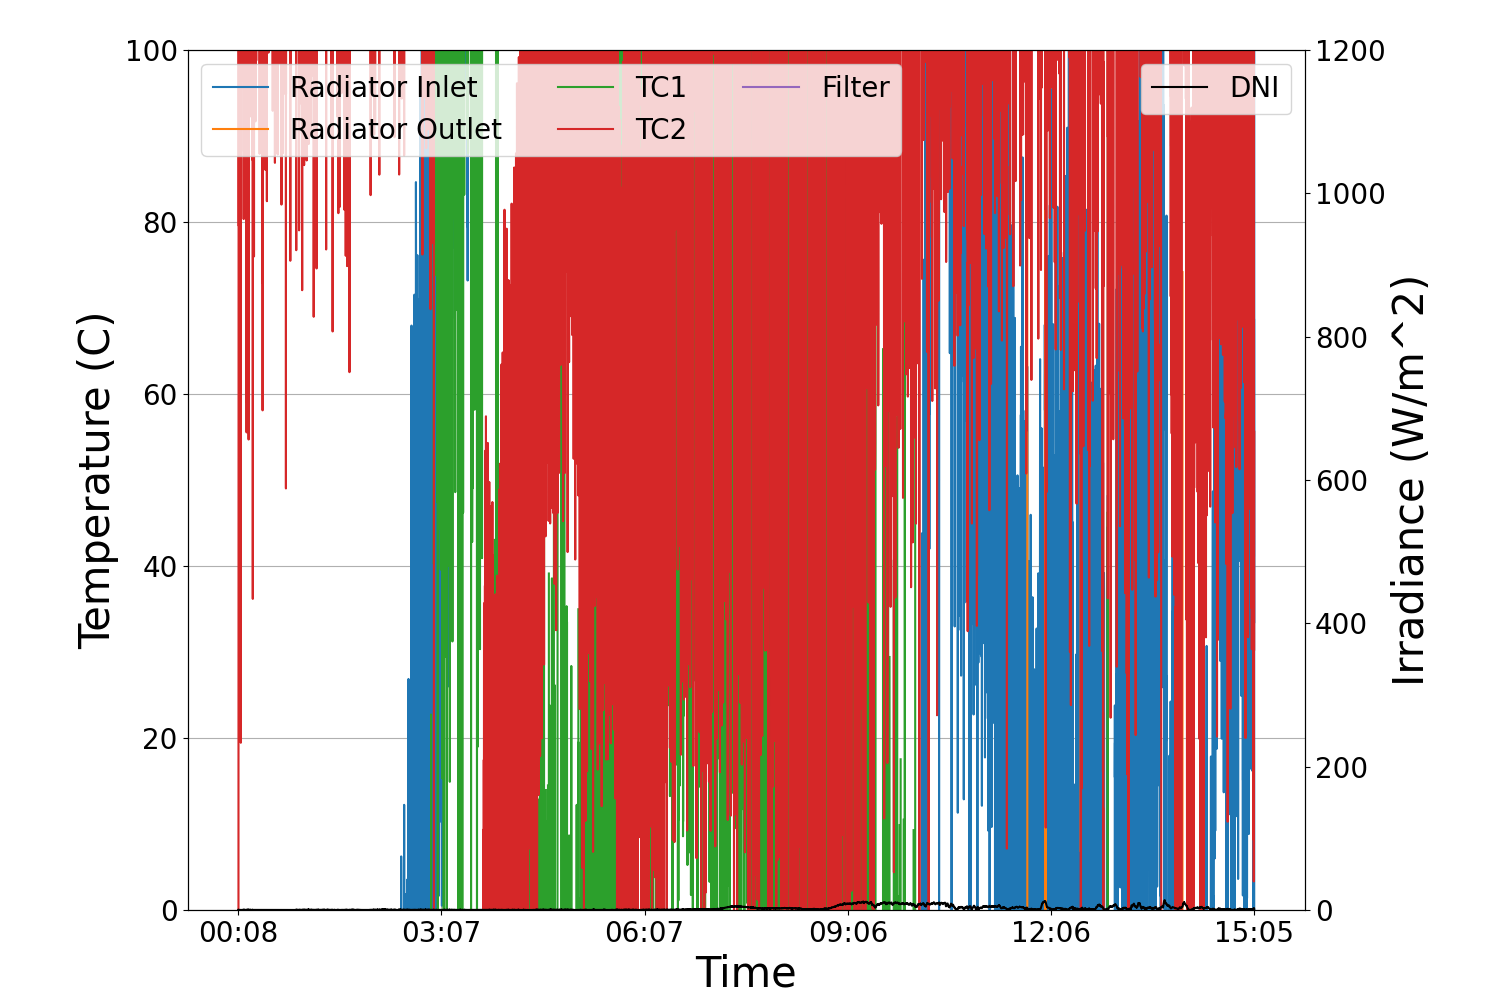 100
80
60
40
20
0
Temperature (C)
Radiator Inlet
Radiator Outlet
TC1
TC2
Filter
DNI
1200
1000
800
600
400
200
0
Irradiance (W/m^2)
00:08
03:07
06:07
09:06
12:06
15:05
Time